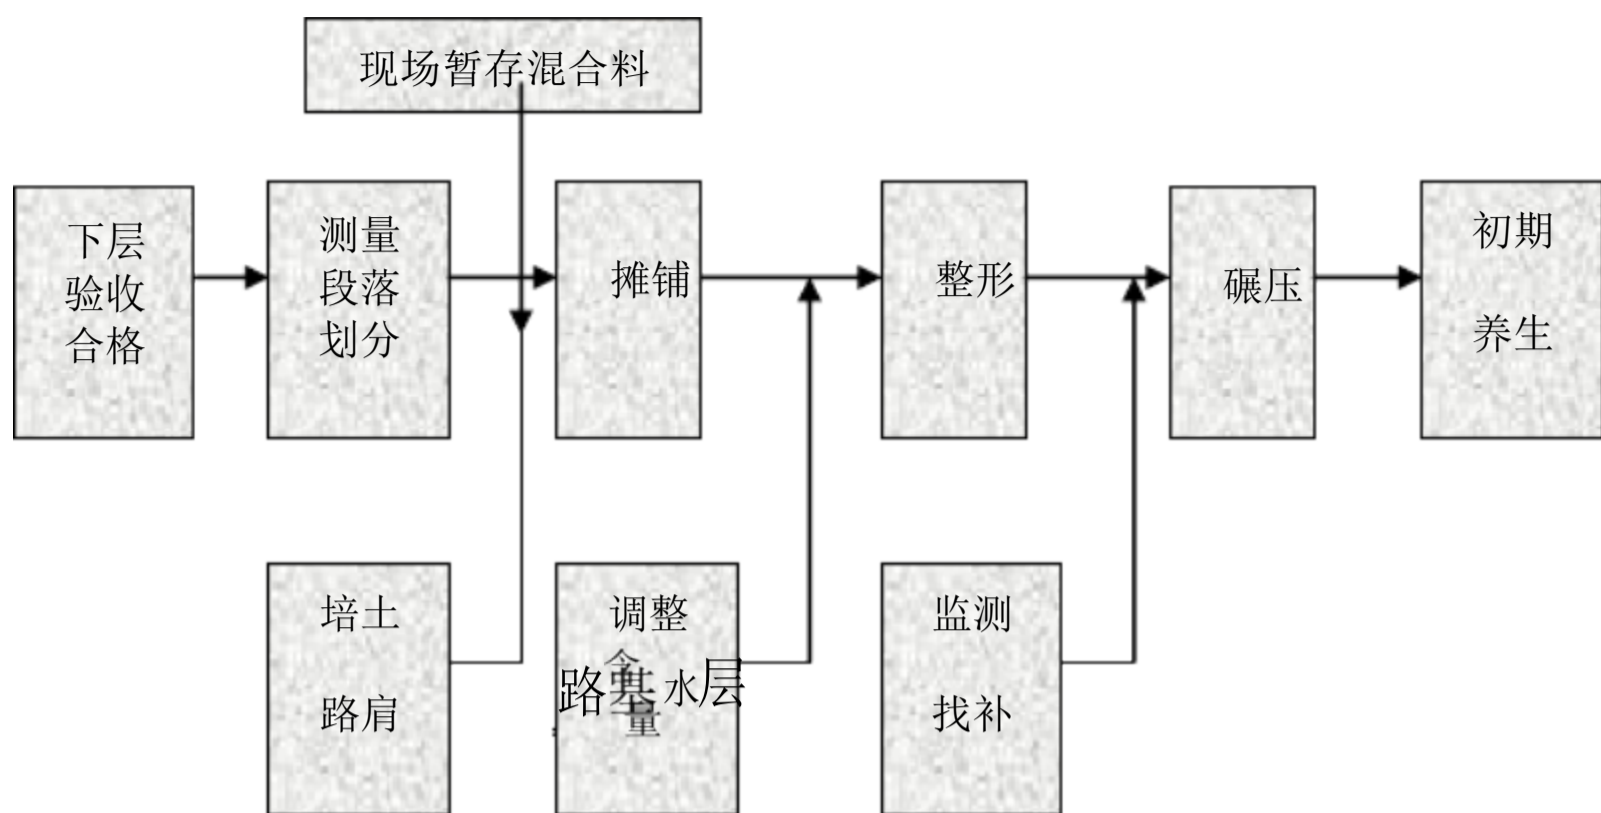 现场暂存混合料
下层
验收
合格
测量
段落
划分
摊铺
整形
碾压
初期
养生
培土
路肩
调整
含
路基水层
量
监测
找补